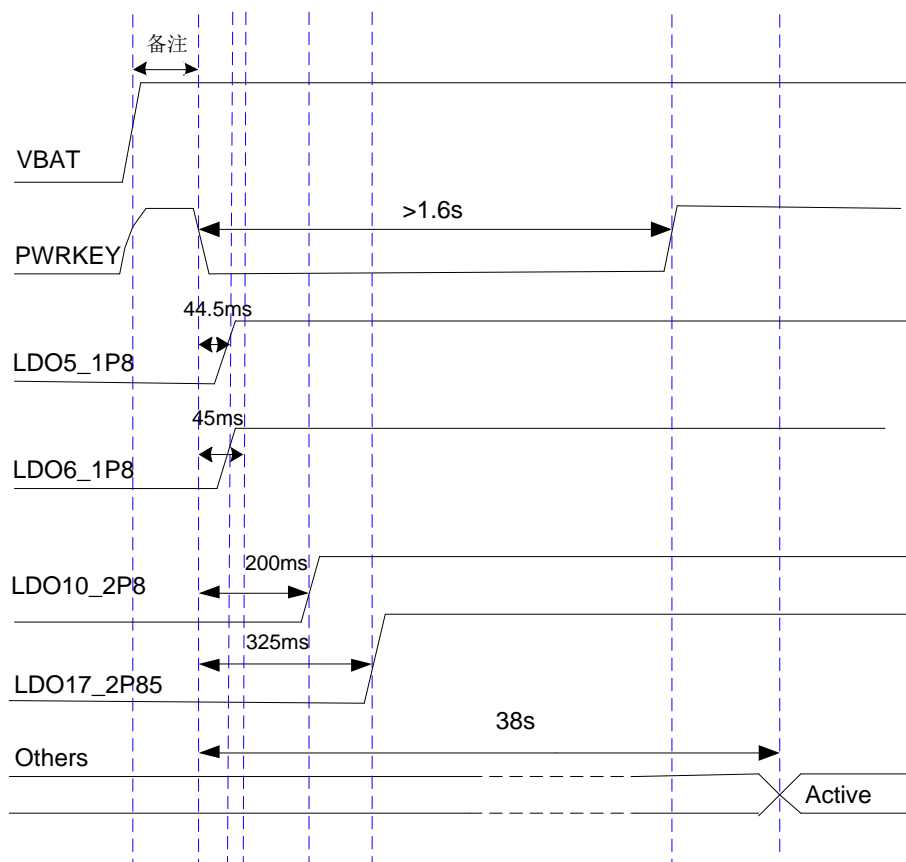 备注
VBAT
>1.6s
PWRKEY
44.5ms
LDO5_1P8
45ms
LDO6_1P8
200ms
LDO10_2P8
325ms
LDO17_2P85
38s
Others
Active